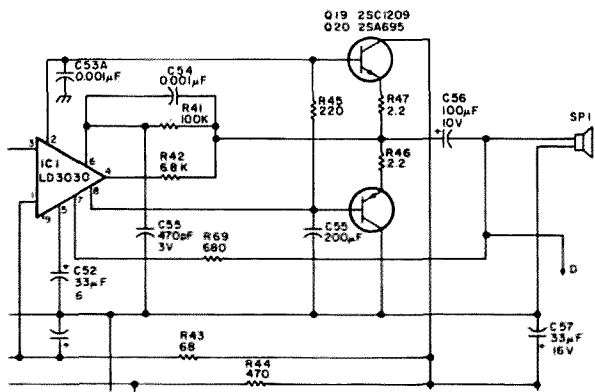 Q19 2SC1209
Q20 2SA695
C53A
0.001µF
C54
0.001µF
R41
100K
R45
220
R47
2.2
C56
100µF
10V
SP1
3
2
IC1
LD3030
6
4
8
7
1
9
5
R42
6.8K
R46
2.2
C55
470pF
3V
C55
200µF
R69
680
C52
33µF
6
D
R43
68
R44
470
C57
33µF
16V